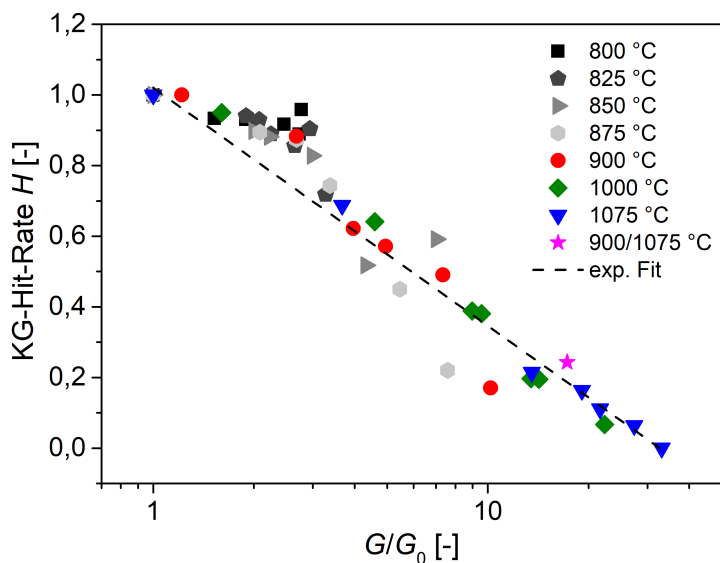 1,2
1,0
0,8
0,6
0,4
0,2
0,0
KG-Hit-Rate H [-]
800 °C
825 °C
850 °C
875 °C
900 °C
1000 °C
1075 °C
900/1075 °C
exp. Fit
1
10
G/G₀ [-]